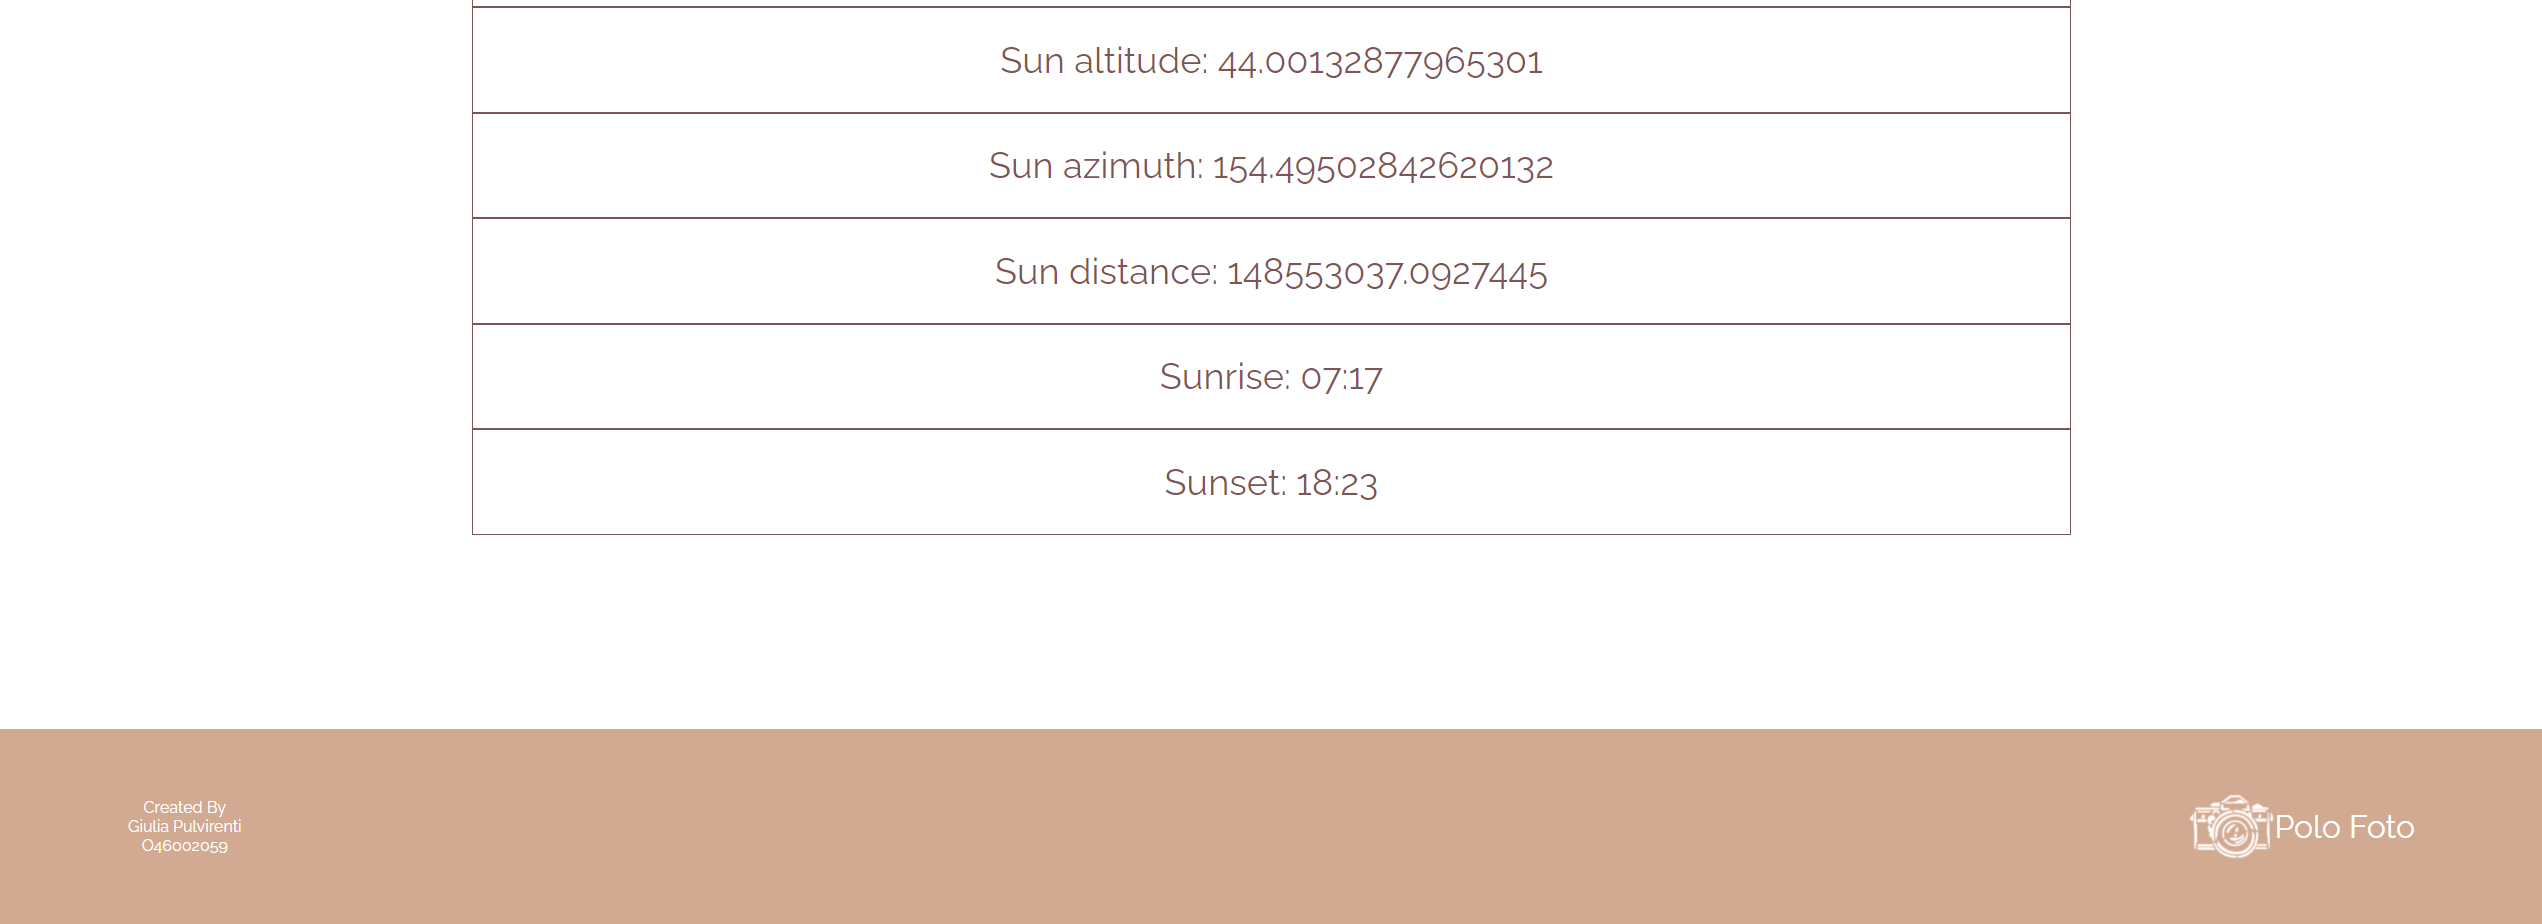 Sun altitude: 44.00132877965301
Sun azimuth: 154.49502842620132
Sun distance: 148553037.0927445
Sunrise: 07:17
Sunset: 18:23
Created By
Giulia Pulvirenti
O46002059
Polo Foto